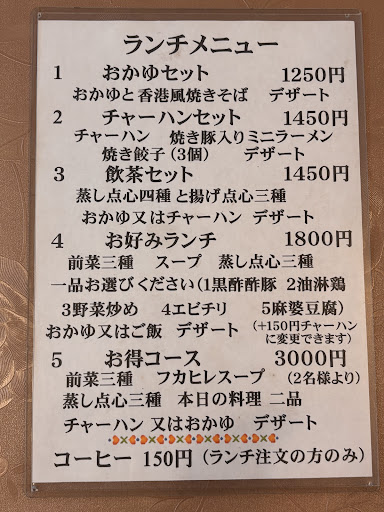 ランチメニュー
1 おかゆセット 1250円
おかゆと香港風焼きそば デザート
2 チャーハンセット 1450円
チャーハン 焼き豚入りミニラーメン
焼き餃子(3個) デザート
3 飲茶セット 1450円
蒸し点心四種と揚げ点心三種
おかゆ又はチャーハン デザート
4 お好みランチ 1800円
前菜三種 スープ 蒸し点心三種
一品お選びください(1黒酢酢豚 2油淋鶏
3野菜炒め 4エビチリ 5麻婆豆腐)
おかゆ又はご飯 デザート (+150円チャーハン
に変更できます)
5 お得コース 3000円
前菜三種 フカヒレスープ (2名様より)
蒸し点心三種 本日の料理 二品
チャーハン 又はおかゆ デザート
コーヒー 150円 (ランチ注文の方のみ)